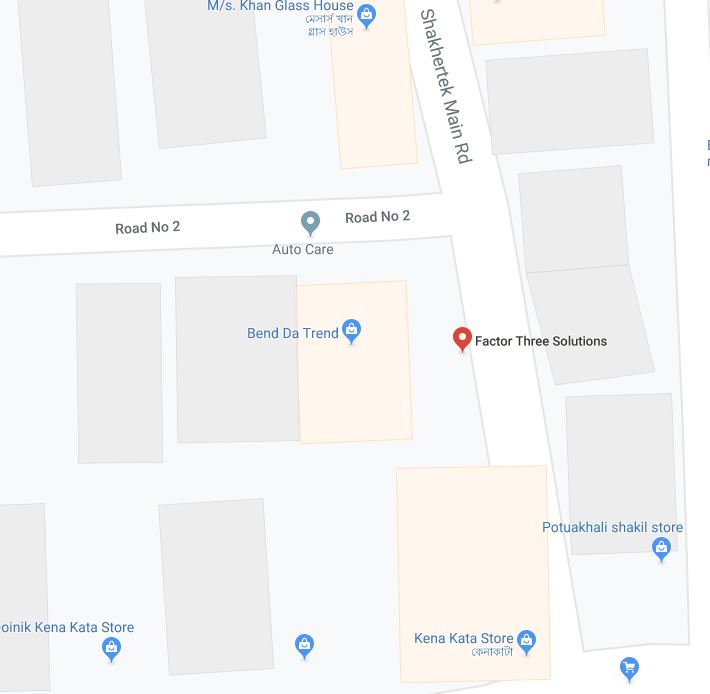 M/s. Khan Glass House
মেসার্স খান
গ্লাস হাউস
Shakhertek Main Rd
Road No 2
Road No 2
Auto Care
Bend Da Trend
Factor Three Solutions
Potuakhali shakil store
oinik Kena Kata Store
Kena Kata Store
কেনাকাটা